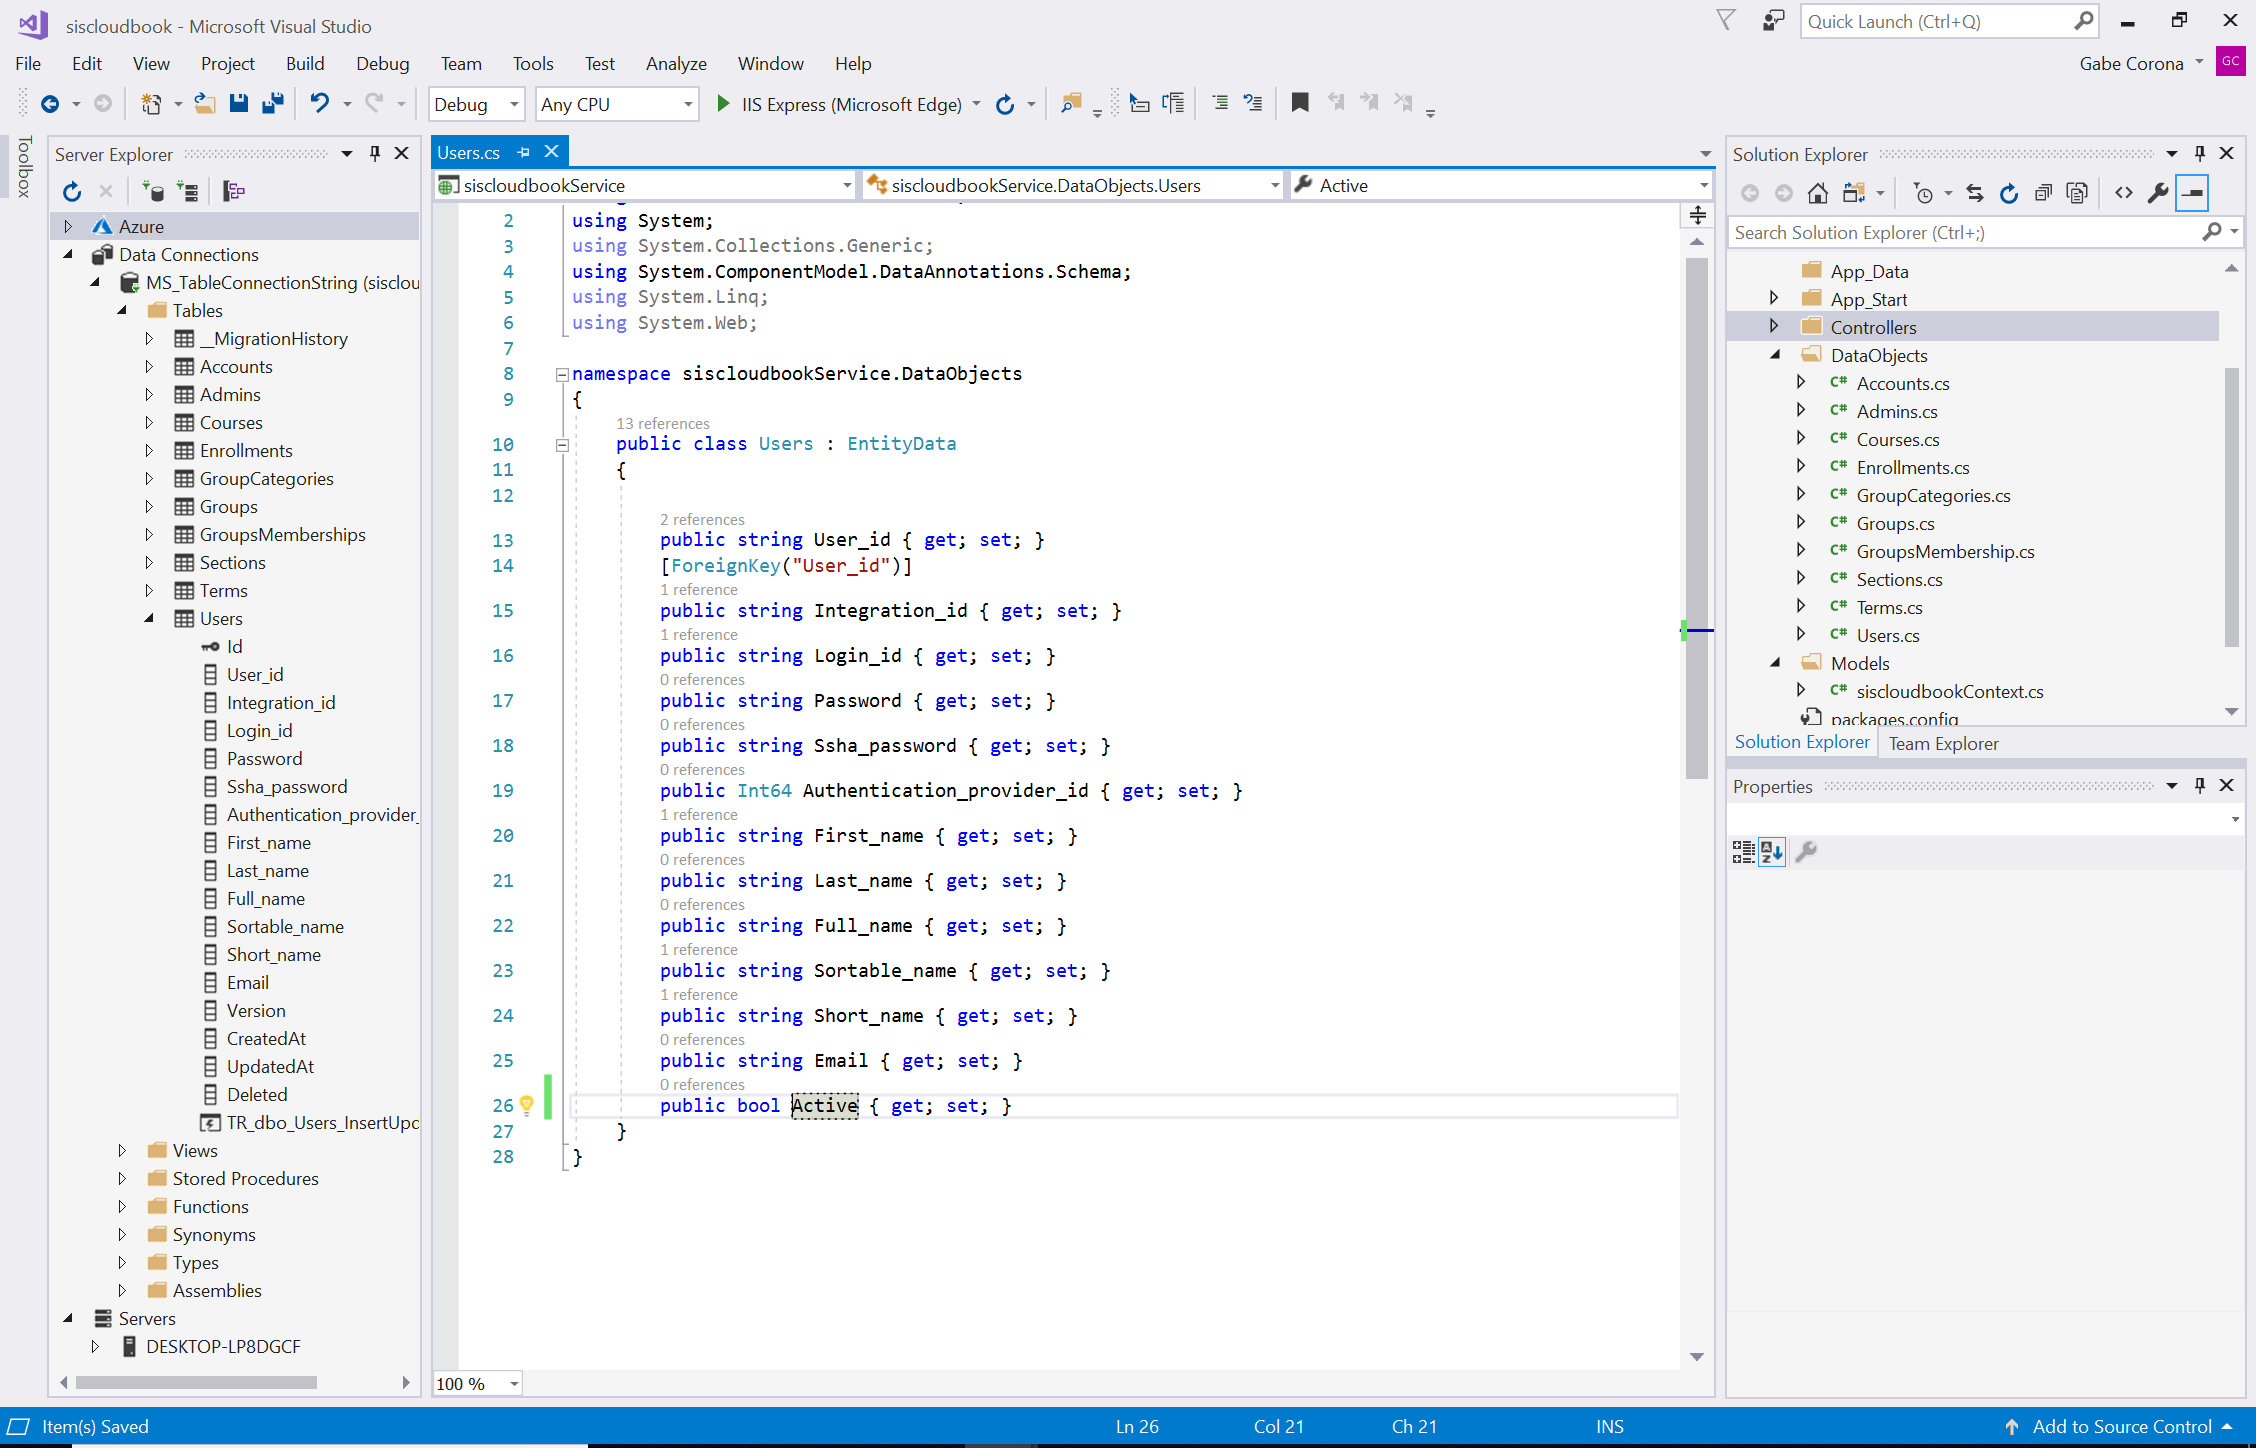 siscloudbook - Microsoft Visual Studio
Quick Launch (Ctrl+Q)
File Edit View Project Build Debug Team Tools Test Analyze Window Help
Gabe Corona GC
Debug Any CPU IIS Express (Microsoft Edge)
Toolbox
Server Explorer
Azure
Data Connections
MS_TableConnectionString (sisclou
Tables
__MigrationHistory
Accounts
Admins
Courses
Enrollments
GroupCategories
Groups
GroupsMemberships
Sections
Terms
Users
Id
User_id
Integration_id
Login_id
Password
Ssha_password
Authentication_provider_
First_name
Last_name
Full_name
Sortable_name
Short_name
Email
Version
CreatedAt
UpdatedAt
Deleted
TR_dbo_Users_InsertUpd
Views
Stored Procedures
Functions
Synonyms
Types
Assemblies
Servers
DESKTOP-LP8DGCF
Users.cs
siscloudbookService siscloudbookService.DataObjects.Users Active
2 using System;
3 using System.Collections.Generic;
4 using System.ComponentModel.DataAnnotations.Schema;
5 using System.Linq;
6 using System.Web;
7
8 namespace siscloudbookService.DataObjects
9 {
13 references
10 public class Users : EntityData
11 {
12
2 references
13 public string User_id { get; set; }
14 [ForeignKey("User_id")]
1 reference
15 public string Integration_id { get; set; }
1 reference
16 public string Login_id { get; set; }
0 references
17 public string Password { get; set; }
0 references
18 public string Ssha_password { get; set; }
0 references
19 public Int64 Authentication_provider_id { get; set; }
1 reference
20 public string First_name { get; set; }
0 references
21 public string Last_name { get; set; }
0 references
22 public string Full_name { get; set; }
1 reference
23 public string Sortable_name { get; set; }
1 reference
24 public string Short_name { get; set; }
0 references
25 public string Email { get; set; }
0 references
26 public bool Active { get; set; }
27 }
28 }
100 %
Solution Explorer
Search Solution Explorer (Ctrl+;)
App_Data
App_Start
Controllers
DataObjects
C# Accounts.cs
C# Admins.cs
C# Courses.cs
C# Enrollments.cs
C# GroupCategories.cs
C# Groups.cs
C# GroupsMembership.cs
C# Sections.cs
C# Terms.cs
C# Users.cs
Models
C# siscloudbookContext.cs
packages.config
Solution Explorer Team Explorer
Properties
Item(s) Saved Ln 26 Col 21 Ch 21 INS Add to Source Control